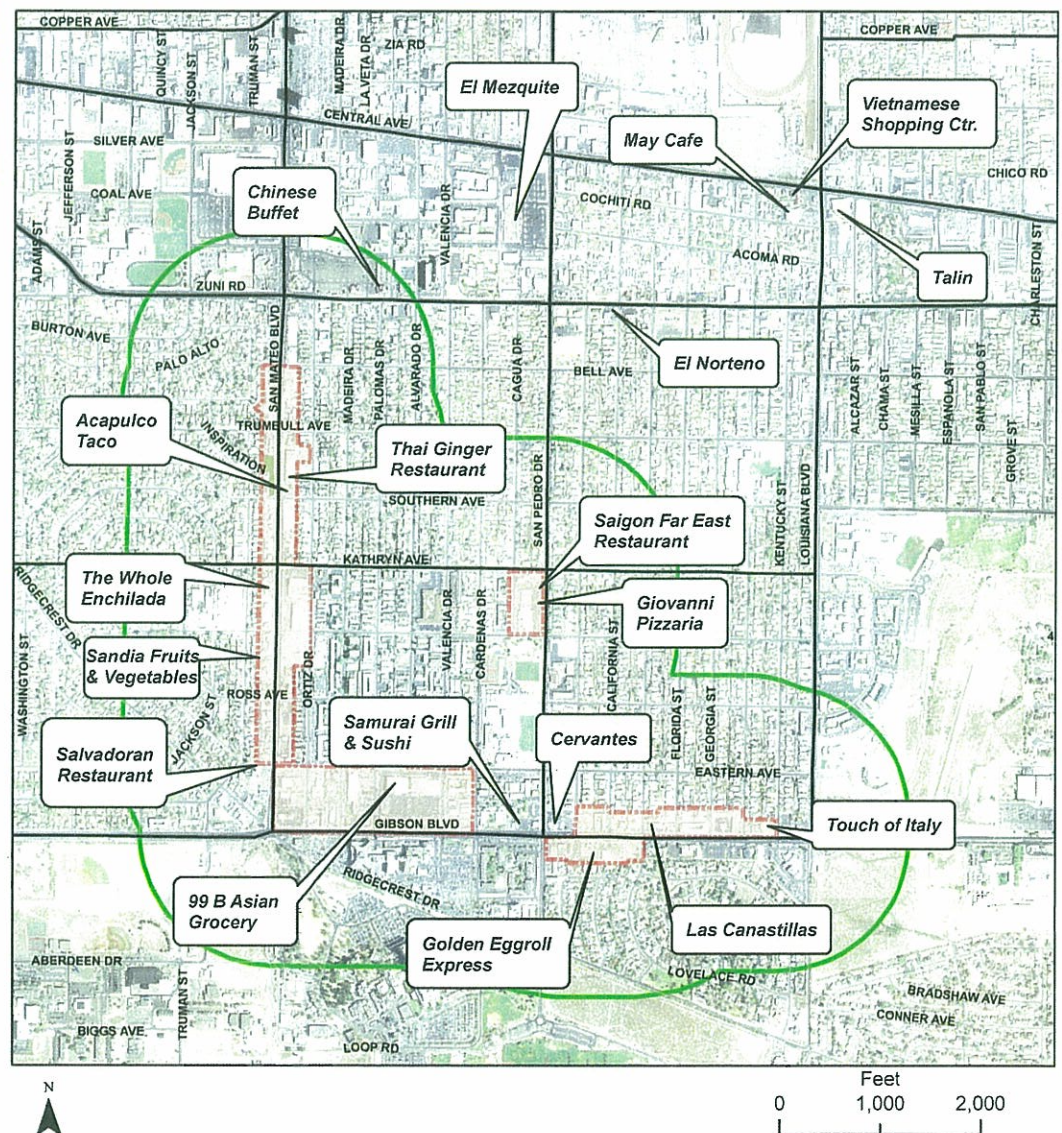 COPPER AVE
COPPER AVE
QUINCY ST
JACKSON ST
TRUMAN ST
MADEIRA DR
LA VETA DR
ZIA RD
El Mezquite
Vietnamese
Shopping Ctr.
CENTRAL AVE
May Cafe
SILVER AVE
JEFFERSON ST
COAL AVE
Chinese
Buffet
CHICO RD
COCHITI RD
VALENCIA DR
ADAMS ST
ACOMA RD
Talin
CHARLESTON ST
ZUNI RD
BURTON AVE
PALO ALTO
SAN MATEO BLVD
MADEIRA DR
PALOMAS DR
ALVARADO DR
CAGUA DR
BELL AVE
El Norteno
ALCAZAR ST
CHAMA ST
MESILLA ST
ESPANOLA ST
SAN PABLO ST
GROVE ST
Acapulco
Taco
INSPIRATION
TRUMBULL AVE
Thai Ginger
Restaurant
SOUTHERN AVE
SAN PEDRO DR
KENTUCKY ST
LOUISIANA BLVD
Saigon Far East
Restaurant
KATHRYN AVE
The Whole
Enchilada
RIDGECREST DR
Giovanni
Pizzaria
VALENCIA DR
CARDENAS DR
CALIFORNIA ST
WASHINGTON ST
Sandia Fruits
& Vegetables
ROSS AVE
ORTIZ DR
JACKSON ST
FLORIDA ST
GEORGIA ST
Samurai Grill
& Sushi
Cervantes
Salvadoran
Restaurant
EASTERN AVE
GIBSON BLVD
Touch of Italy
RIDGECREST DR
99 B Asian
Grocery
Golden Eggroll
Express
Las Canastillas
ABERDEEN DR
TRUMAN ST
LOVELACE RD
BRADSHAW AVE
CONNER AVE
BIGGS AVE
LOOP RD
N
Feet
0 1,000 2,000